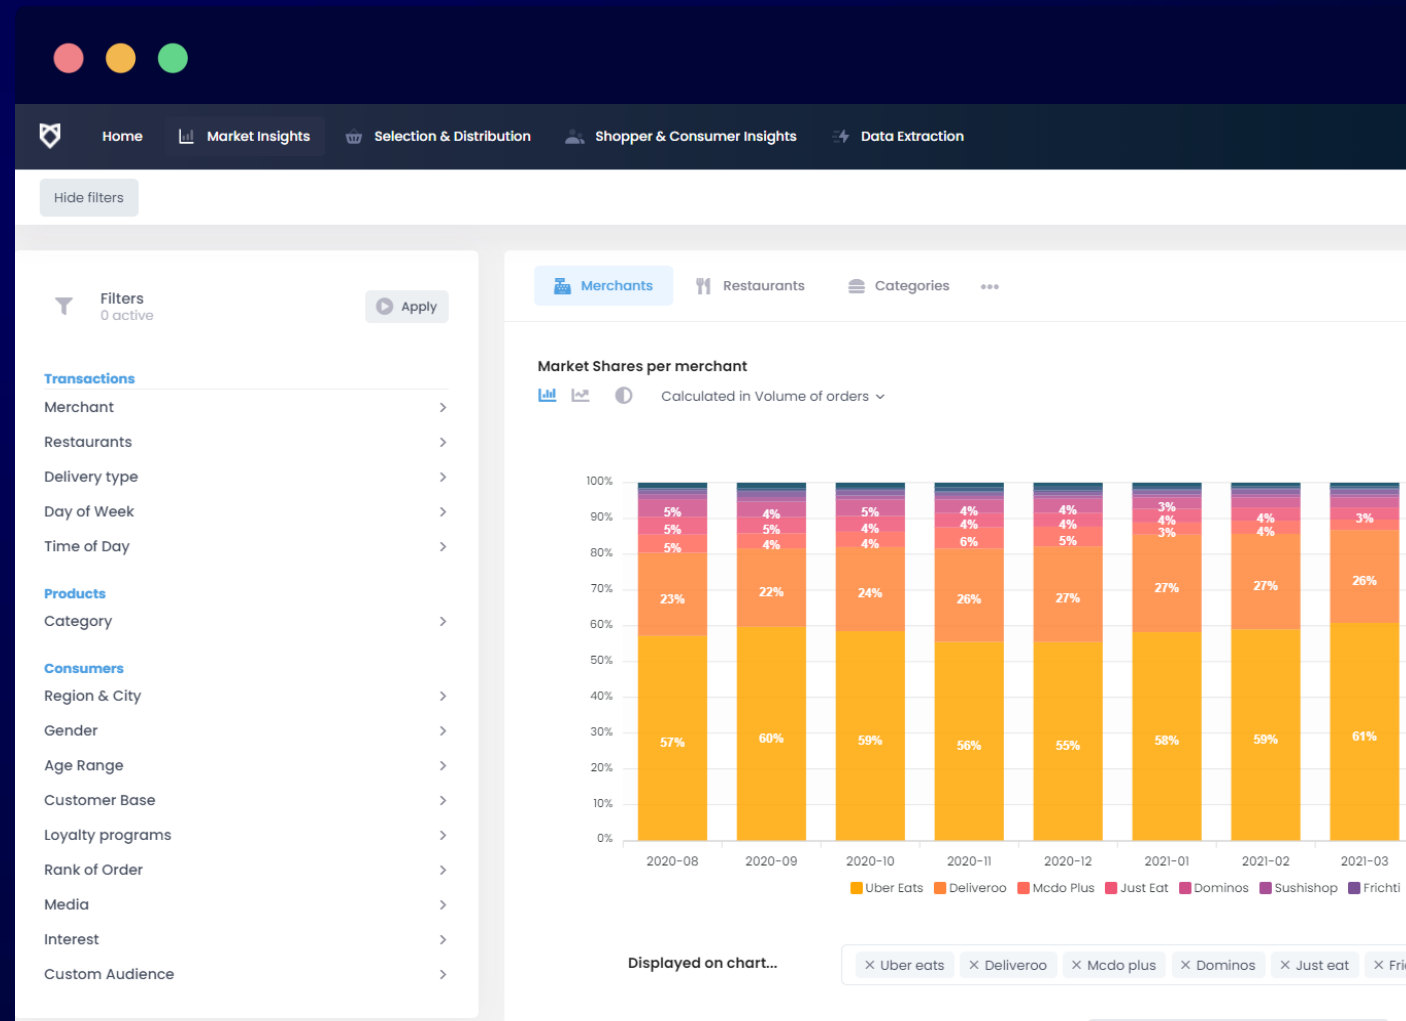 Home Market Insights Selection & Distribution Shopper & Consumer Insights Data Extraction
Hide filters
Filters
0 active
Apply
Transactions
Merchant
Restaurants
Delivery type
Day of Week
Time of Day
Products
Category
Consumers
Region & City
Gender
Age Range
Customer Base
Loyalty programs
Rank of Order
Media
Interest
Custom Audience
Merchants Restaurants Categories
Market Shares per merchant
Calculated in Volume of orders
100%
90%
80%
70%
60%
50%
40%
30%
20%
10%
0%
5% 4% 5% 4% 4% 3%
5% 5% 4% 4% 4% 4% 4% 3%
5% 4% 4% 6% 5% 3% 4%
23% 22% 24% 26% 27% 27% 27% 26%
57% 60% 59% 56% 55% 58% 59% 61%
2020-08 2020-09 2020-10 2020-11 2020-12 2021-01 2021-02 2021-03
Uber Eats Deliveroo Mcdo Plus Just Eat Dominos Sushishop Frichti
Displayed on chart...
× Uber eats × Deliveroo × Mcdo plus × Dominos × Just eat × Fri